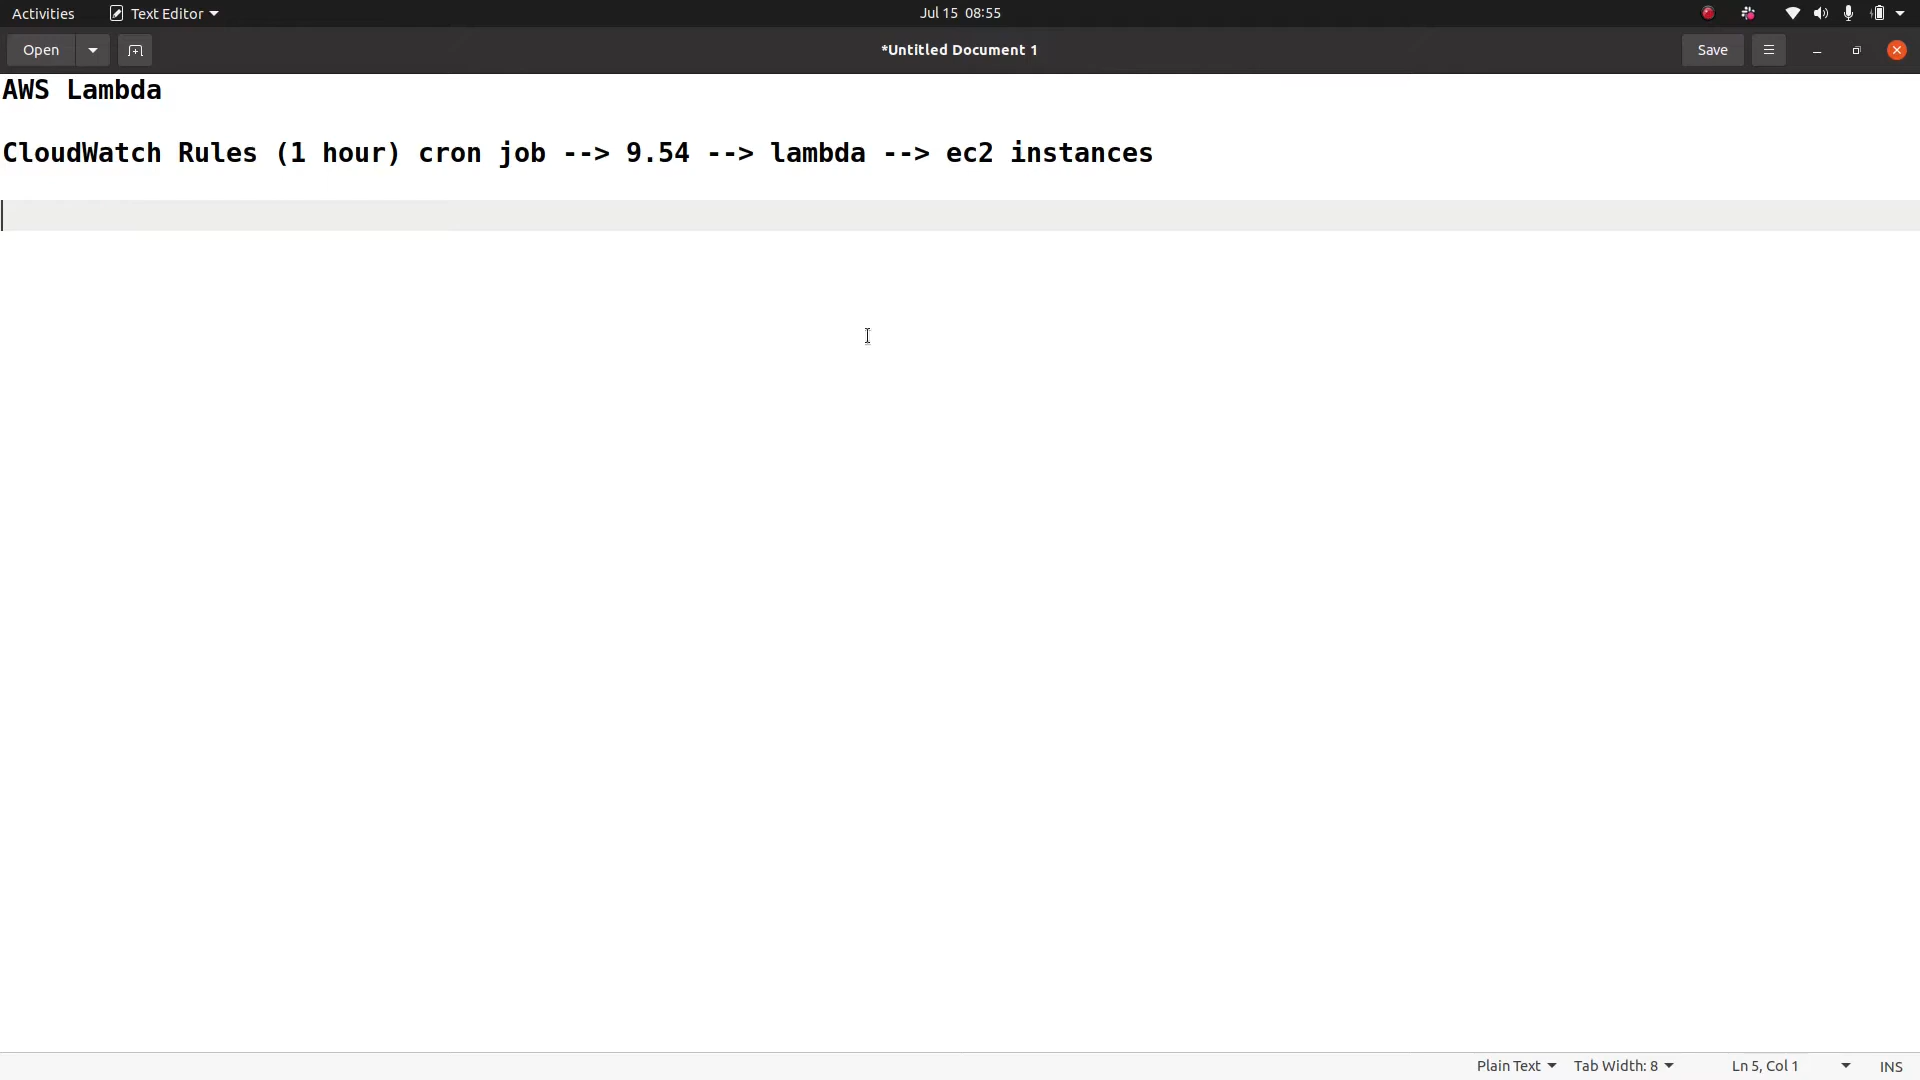 Activities
Text Editor
Jul 15 08:55
Open
*Untitled Document 1
Save
AWS Lambda
CloudWatch Rules (1 hour) cron job --> 9.54 --> lambda --> ec2 instances
Plain Text
Tab Width: 8
Ln 5, Col 1
INS